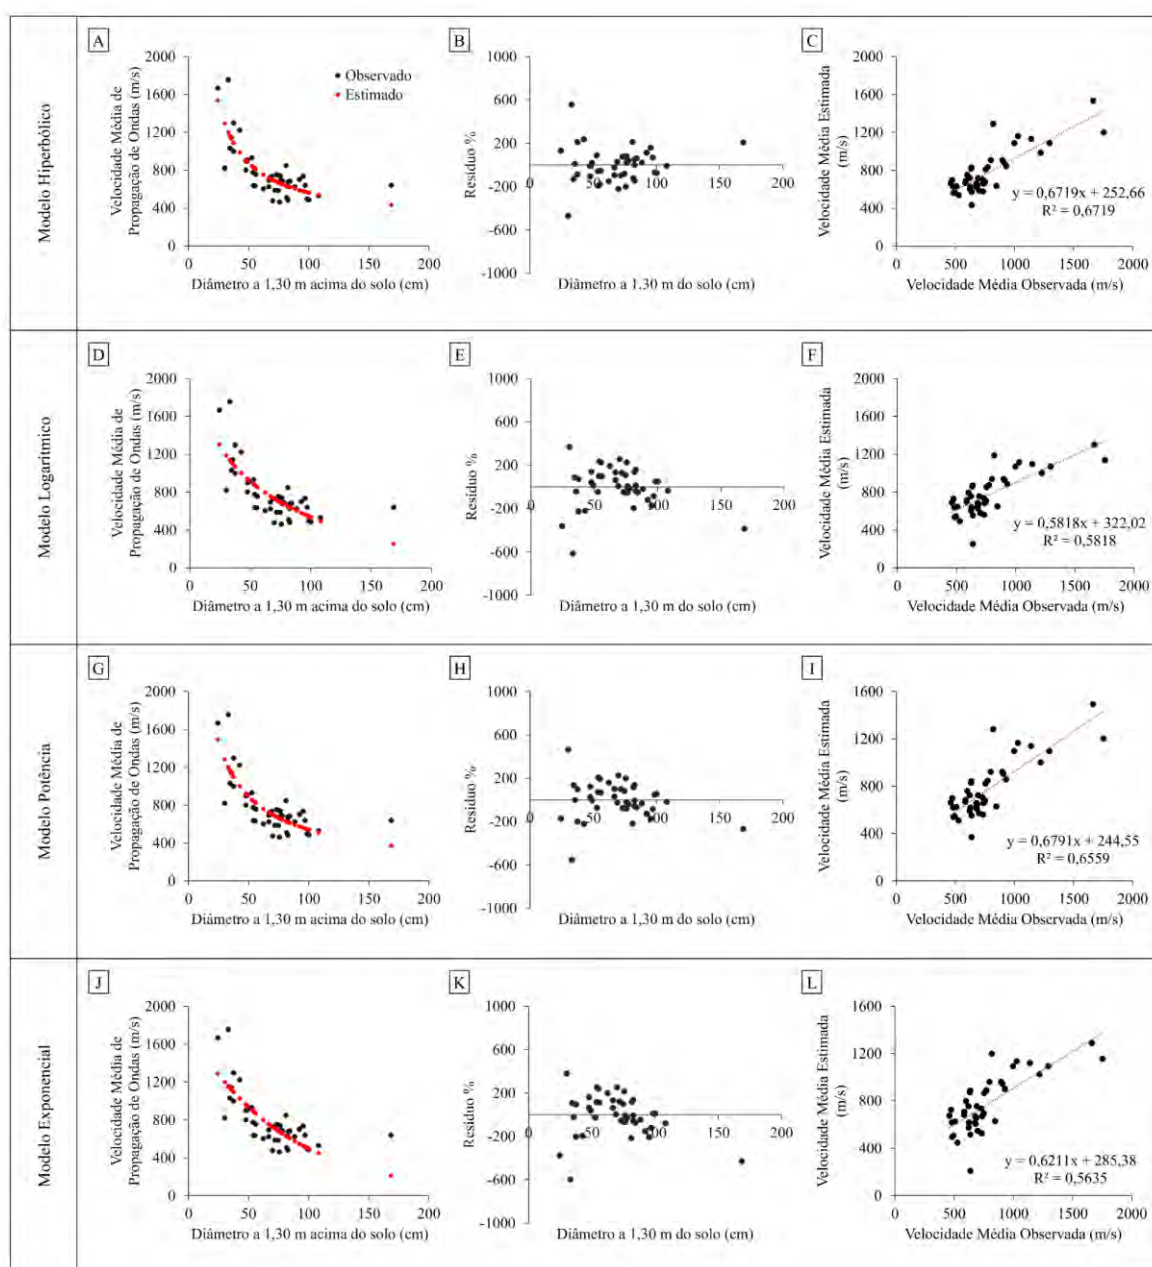 Modelo Hiperbólico
A
Velocidade Média de
Propagação de Ondas (m/s)
2000
1600
1200
800
400
0
0 50 100 150 200
Diâmetro a 1,30 m acima do solo (cm)
Observado
Estimado
B
Resíduo %
1000
600
200
-200
-600
-1000
0 50 100 150 200
Diâmetro a 1,30 m do solo (cm)
C
Velocidade Média Estimada
(m/s)
2000
1600
1200
800
400
0
y = 0,6719x + 252,66
R² = 0,6719
0 500 1000 1500 2000
Velocidade Média Observada (m/s)
Modelo Logarítmico
D
Velocidade Média de
Propagação de Ondas (m/s)
2000
1600
1200
800
400
0
0 50 100 150 200
Diâmetro a 1,30 m acima do solo (cm)
E
Resíduo %
1000
600
200
-200
-600
-1000
0 50 100 150 200
Diâmetro a 1,30 m do solo (cm)
F
Velocidade Média Estimada
(m/s)
2000
1600
1200
800
400
0
y = 0,5818x + 322,02
R² = 0,5818
0 500 1000 1500 2000
Velocidade Média Observada (m/s)
Modelo Potência
G
Velocidade Média de
Propagação de Ondas (m/s)
2000
1600
1200
800
400
0
0 50 100 150 200
Diâmetro a 1,30 m acima do solo (cm)
H
Resíduo %
1000
600
200
-200
-600
-1000
0 50 100 150 200
Diâmetro a 1,30 m do solo (cm)
I
Velocidade Média Estimada
(m/s)
1600
1200
800
400
0
y = 0,6791x + 244,55
R² = 0,6559
0 500 1000 1500 2000
Velocidade Média Observada (m/s)
Modelo Exponencial
J
Velocidade Média de
Propagação de Ondas (m/s)
2000
1600
1200
800
400
0
0 50 100 150 200
Diâmetro a 1,30 m acima do solo (cm)
K
Resíduo %
1000
600
200
-200
-600
-1000
0 50 100 150 200
Diâmetro a 1,30 m do solo (cm)
L
Velocidade Média Estimada
(m/s)
1600
1200
800
400
0
y = 0,6211x + 285,38
R² = 0,5635
0 500 1000 1500 2000
Velocidade Média Observada (m/s)